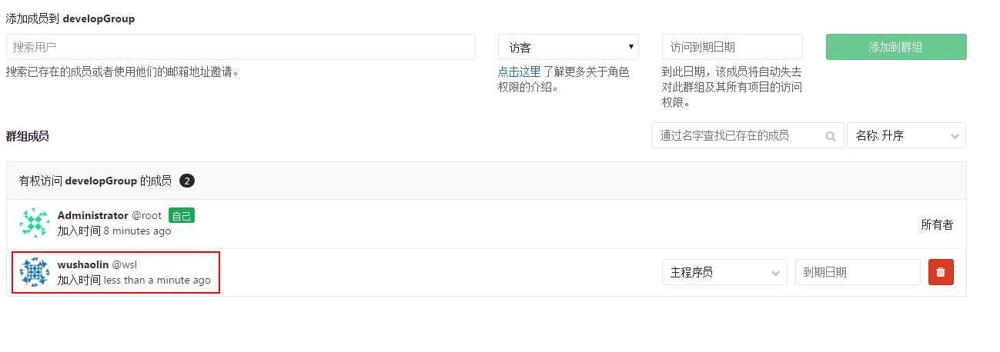 添加成员到 developGroup
搜索用户
访客
访问到期日期
添加到群组
搜索已存在的成员或者使用他们的邮箱地址邀请。
点击这里 了解更多关于角色
权限的介绍。
到此日期，该成员将自动失去
对此群组及其所有项目的访问
权限。
群组成员
通过名字查找已存在的成员
名称, 升序
有权访问 developGroup 的成员 2
Administrator @root 自己
加入时间 8 minutes ago
所有者
wushaolin @wsl
加入时间 less than a minute ago
主程序员
到期日期